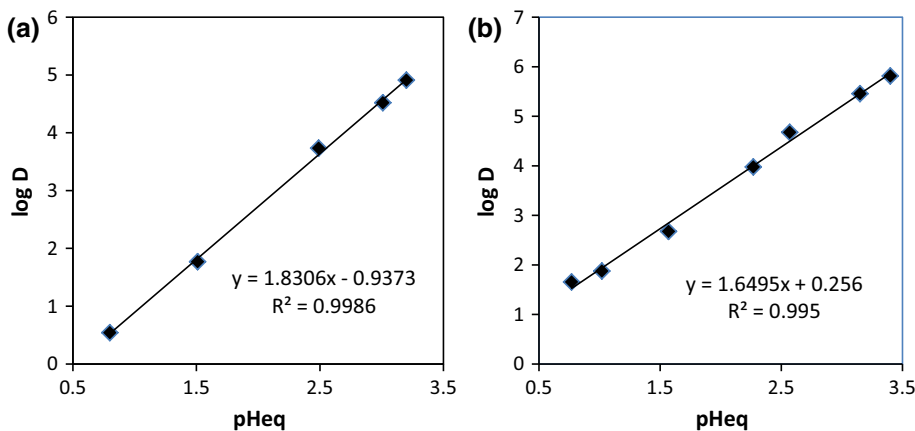 (a)
6
5
4
3
2
1
0
log D
y = 1.8306x - 0.9373
R² = 0.9986
0.5 1.5 2.5 3.5
pHeq
(b)
7
6
5
4
3
2
1
0
log D
y = 1.6495x + 0.256
R² = 0.995
0.5 1.5 2.5 3.5
pHeq